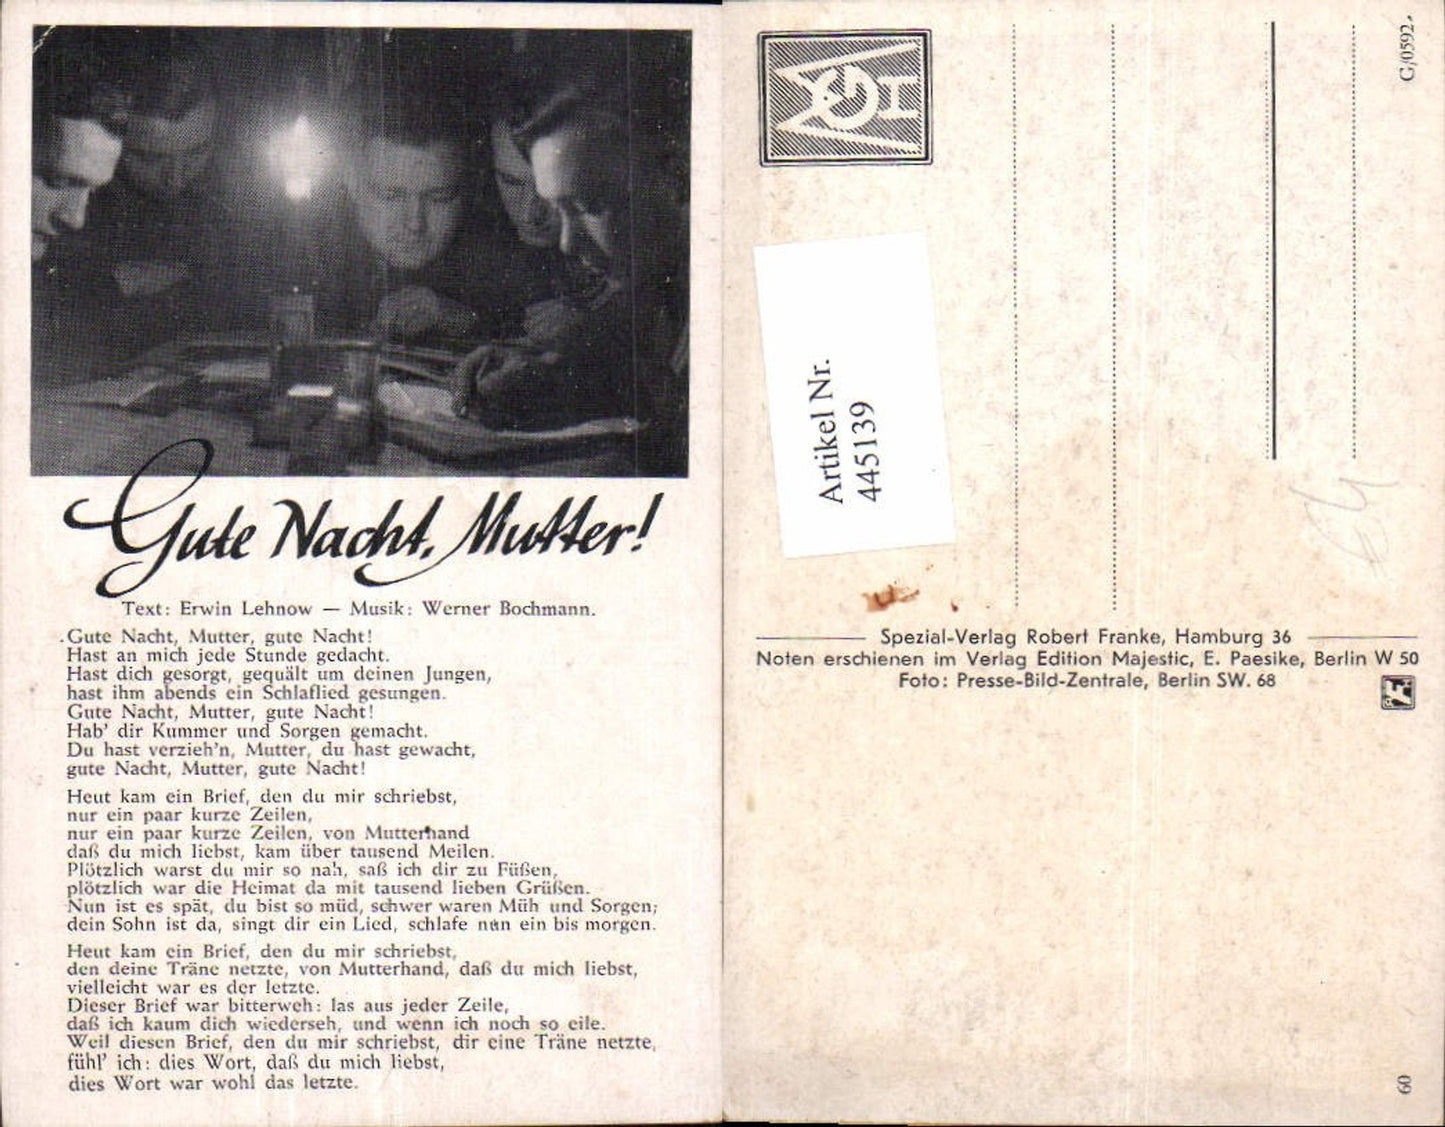 Gute Nacht, Mutter!
Text: Erwin Lehnow — Musik: Werner Bochmann.
Gute Nacht, Mutter, gute Nacht!
Hast an mich jede Stunde gedacht.
Hast dich gesorgt, gequält um deinen Jungen,
hast ihm abends ein Schlaflied gesungen.
Gute Nacht, Mutter, gute Nacht!
Hab' dir Kummer und Sorgen gemacht.
Du hast verzieh'n, Mutter, du hast gewacht,
gute Nacht, Mutter, gute Nacht!
Heut kam ein Brief, den du mir schriebst,
nur ein paar kurze Zeilen,
nur ein paar kurze Zeilen, von Mutterhand
daß du mich liebst, kam über tausend Meilen.
Plötzlich warst du mir so nah, saß ich dir zu Füßen,
plötzlich war die Heimat da mit tausend lieben Grüßen.
Nun ist es spät, du bist so müd, schwer waren Müh und Sorgen;
dein Sohn ist da, singt dir ein Lied, schlafe nun ein bis morgen.
Heut kam ein Brief, den du mir schriebst,
den deine Träne netzte, von Mutterhand, daß du mich liebst,
vielleicht war es der letzte.
Dieser Brief war bitterweh: las aus jeder Zeile,
daß ich kaum dich wiederseh, und wenn ich noch so eile.
Weil diesen Brief, den du mir schriebst, dir eine Träne netzte,
fühl' ich: dies Wort, daß du mich liebst,
dies Wort war wohl das letzte.
G/0592.
Artikel Nr.
445139
Spezial-Verlag Robert Franke, Hamburg 36
Noten erschienen im Verlag Edition Majestic, E. Paesike, Berlin W 50
Foto: Presse-Bild-Zentrale, Berlin SW. 68
60